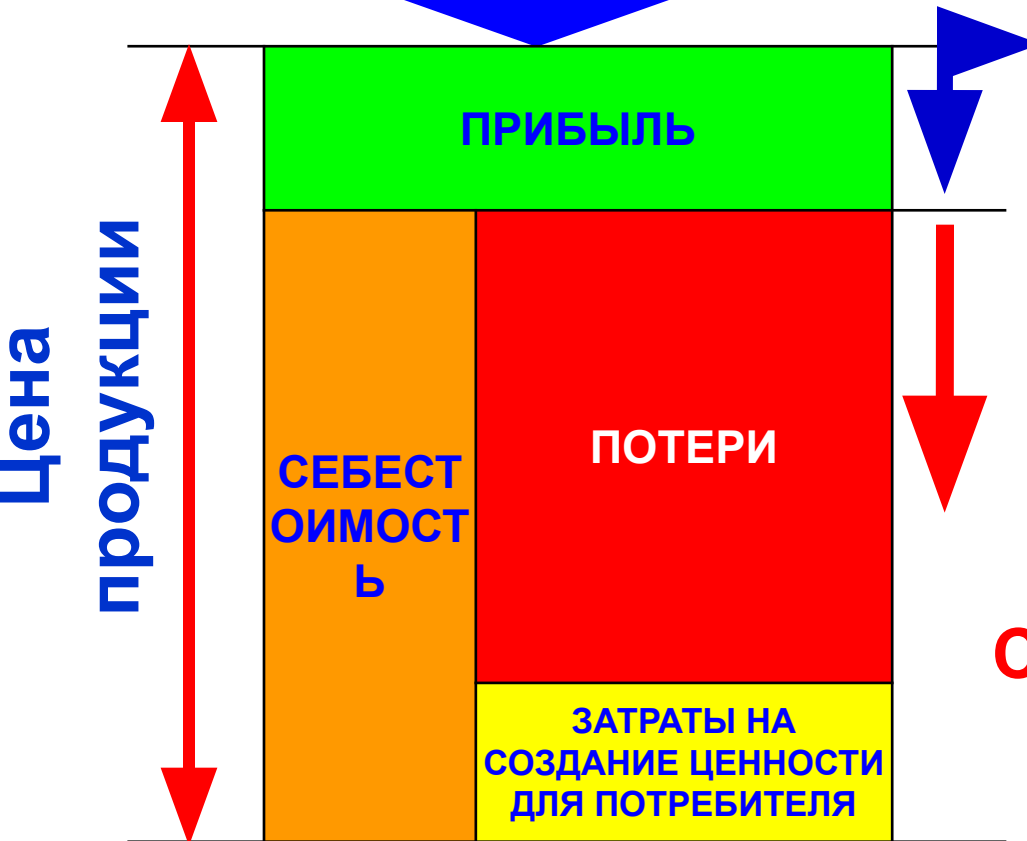 Цена
продукции
ПРИБЫЛЬ
СЕБЕСТ
ОИМОСТ
Ь
ПОТЕРИ
ЗАТРАТЫ НА
СОЗДАНИЕ ЦЕННОСТИ
ДЛЯ ПОТРЕБИТЕЛЯ